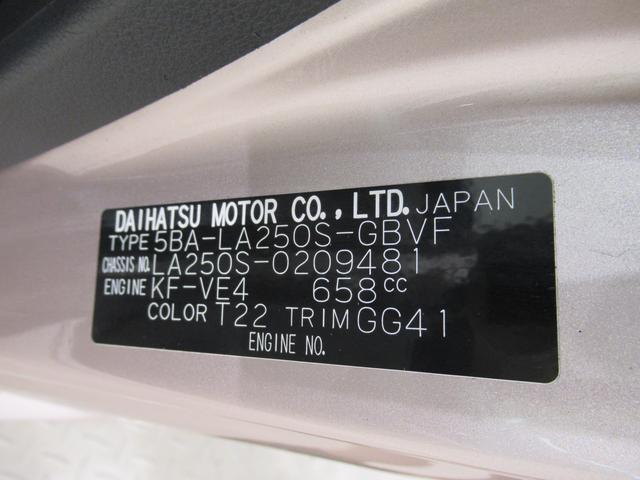 DAIHATSU MOTOR CO., LTD. JAPAN
TYPE 5BA-LA250S-GBVF
CHASSIS NO. LA250S-0209481
ENGINE KF-VE4 658cc
COLOR T22 TRIM GG41
ENGINE NO.